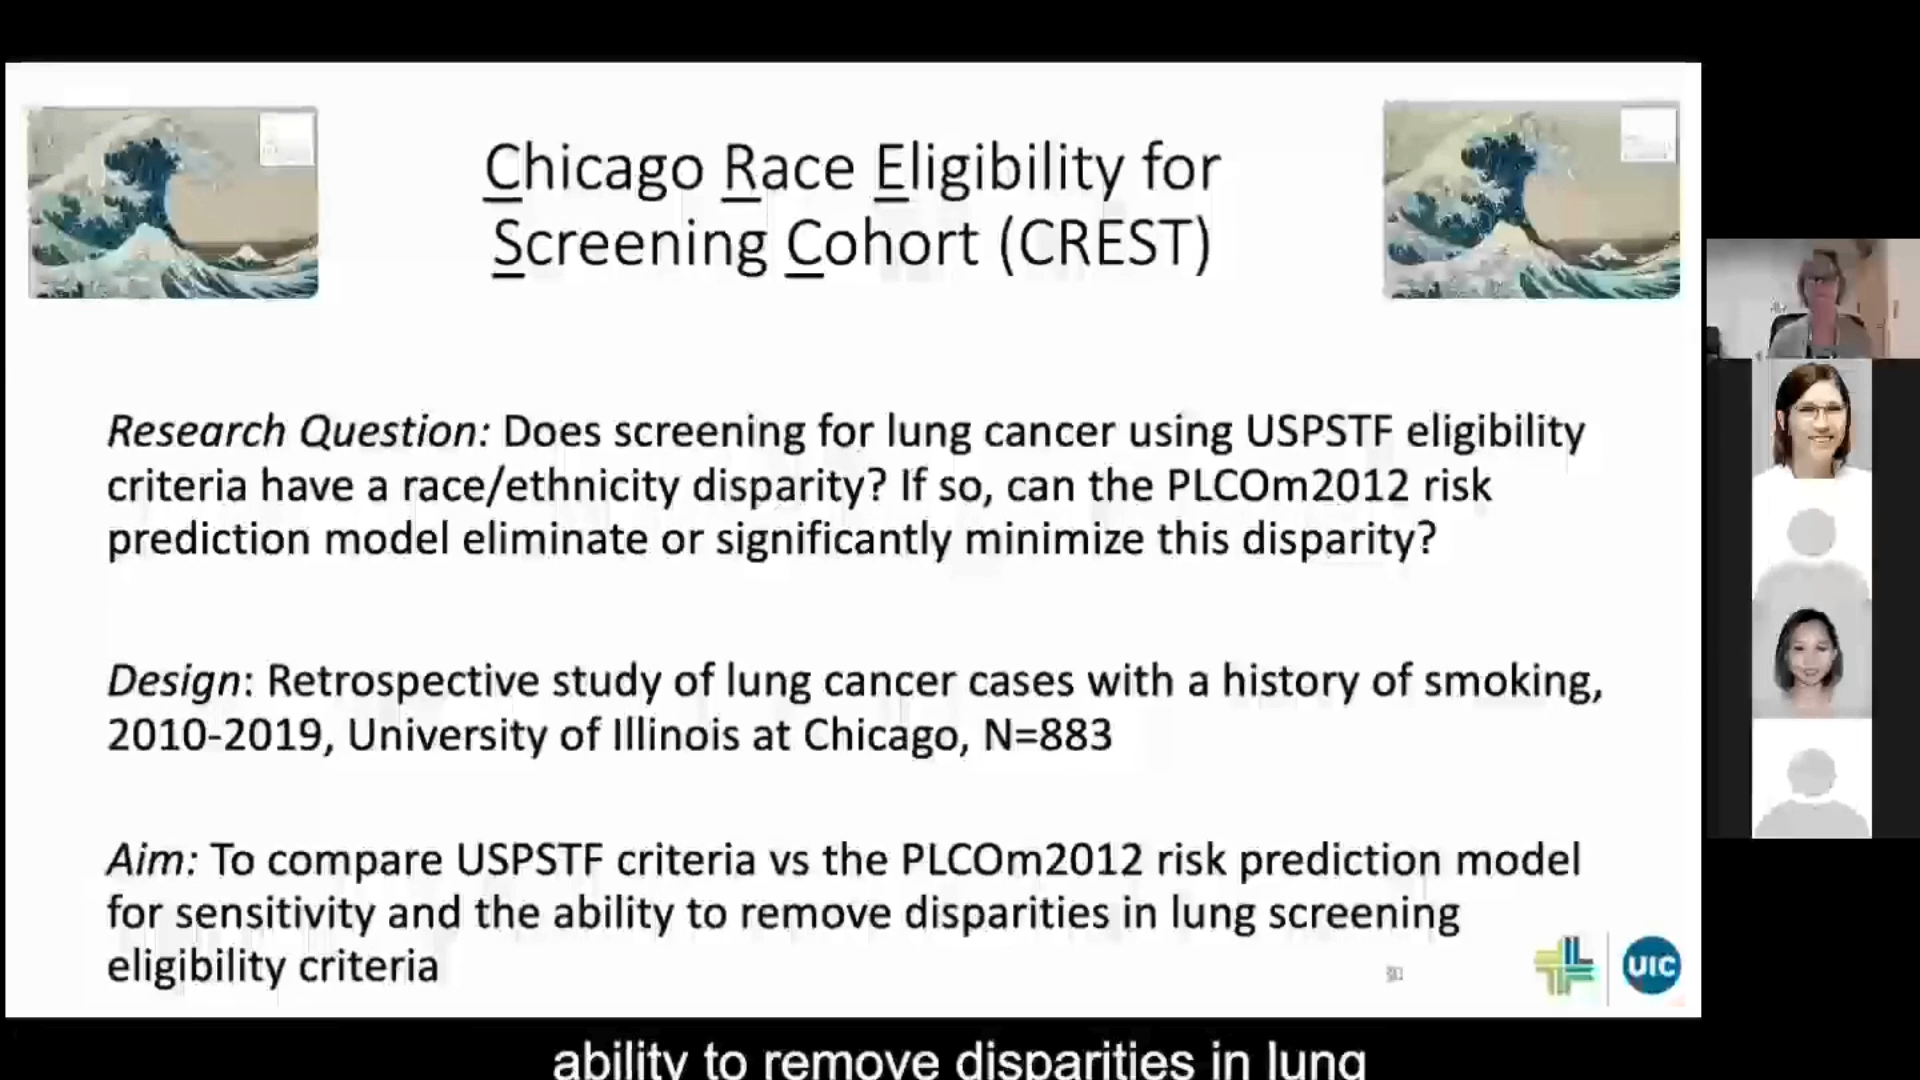 Chicago Race Eligibility for
Screening Cohort (CREST)
Research Question: Does screening for lung cancer using USPSTF eligibility
criteria have a race/ethnicity disparity? If so, can the PLCOm2012 risk
prediction model eliminate or significantly minimize this disparity?
Design: Retrospective study of lung cancer cases with a history of smoking,
2010-2019, University of Illinois at Chicago, N=883
Aim: To compare USPSTF criteria vs the PLCOm2012 risk prediction model
for sensitivity and the ability to remove disparities in lung screening
eligibility criteria
UIC
ability to remove disparities in lung